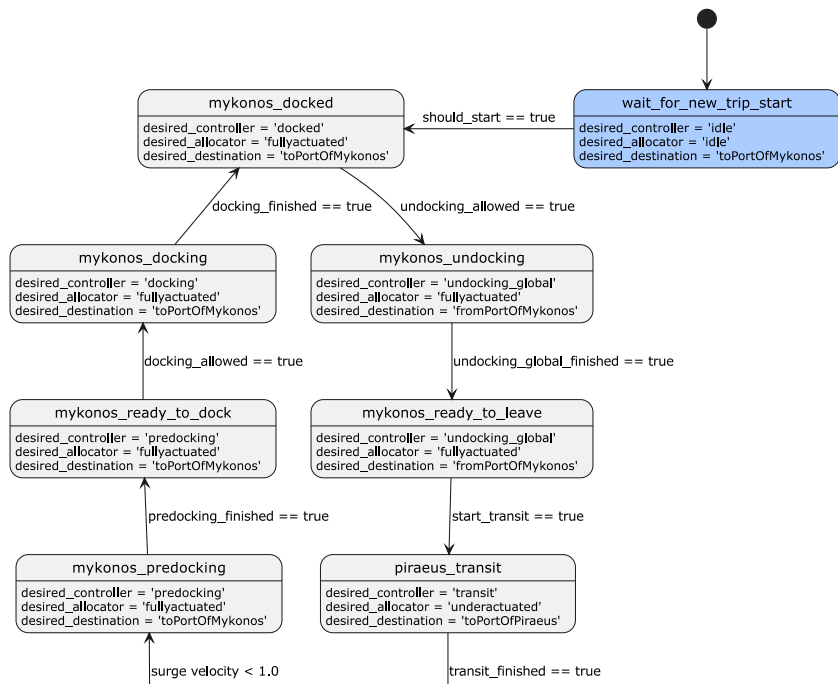 mykonos_docked
desired_controller = 'docked'
desired_allocator = 'fullyactuated'
desired_destination = 'toPortOfMykonos'
should_start == true
wait_for_new_trip_start
desired_controller = 'idle'
desired_allocator = 'idle'
desired_destination = 'toPortOfMykonos'
docking_finished == true
undocking_allowed == true
mykonos_docking
desired_controller = 'docking'
desired_allocator = 'fullyactuated'
desired_destination = 'toPortOfMykonos'
mykonos_undocking
desired_controller = 'undocking_global'
desired_allocator = 'fullyactuated'
desired_destination = 'fromPortOfMykonos'
docking_allowed == true
undocking_global_finished == true
mykonos_ready_to_dock
desired_controller = 'predocking'
desired_allocator = 'fullyactuated'
desired_destination = 'toPortOfMykonos'
mykonos_ready_to_leave
desired_controller = 'undocking_global'
desired_allocator = 'fullyactuated'
desired_destination = 'fromPortOfMykonos'
predocking_finished == true
start_transit == true
mykonos_predocking
desired_controller = 'predocking'
desired_allocator = 'fullyactuated'
desired_destination = 'toPortOfMykonos'
piraeus_transit
desired_controller = 'transit'
desired_allocator = 'underactuated'
desired_destination = 'toPortOfPiraeus'
surge velocity < 1.0
transit_finished == true